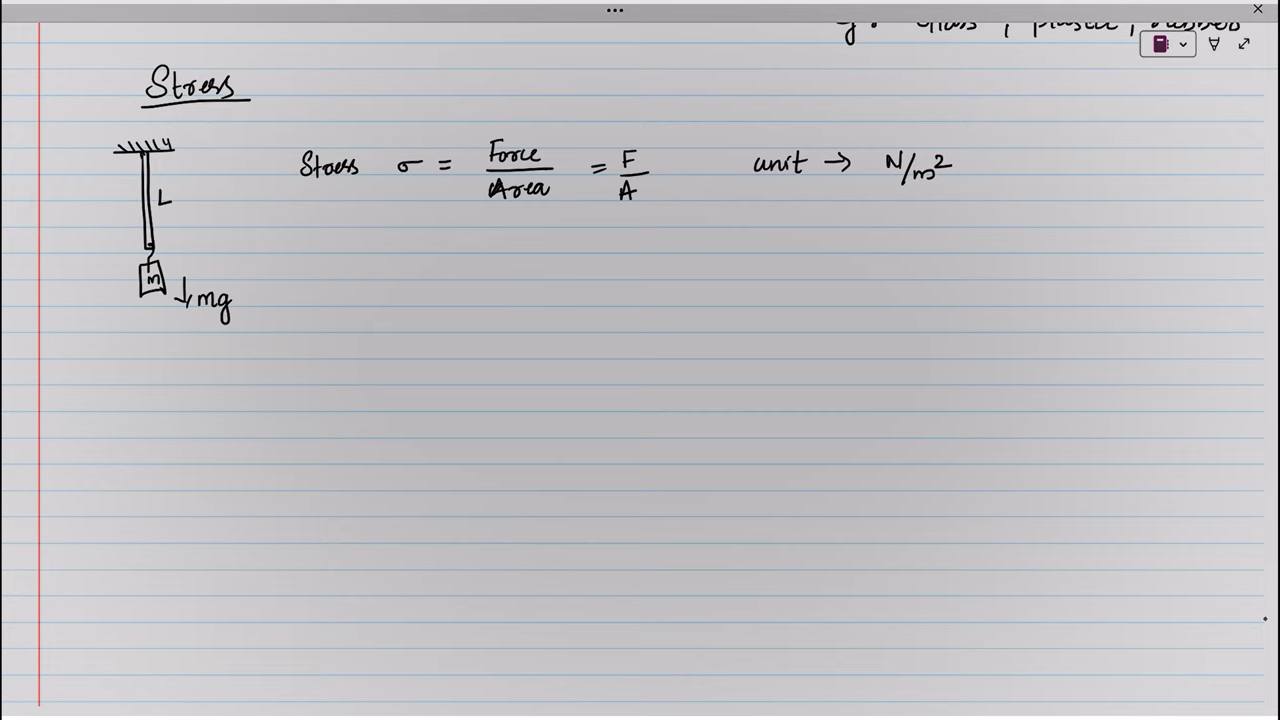 Stress
Stress σ = Force / Area = F / A unit → N/m²
L
m
↓ mg